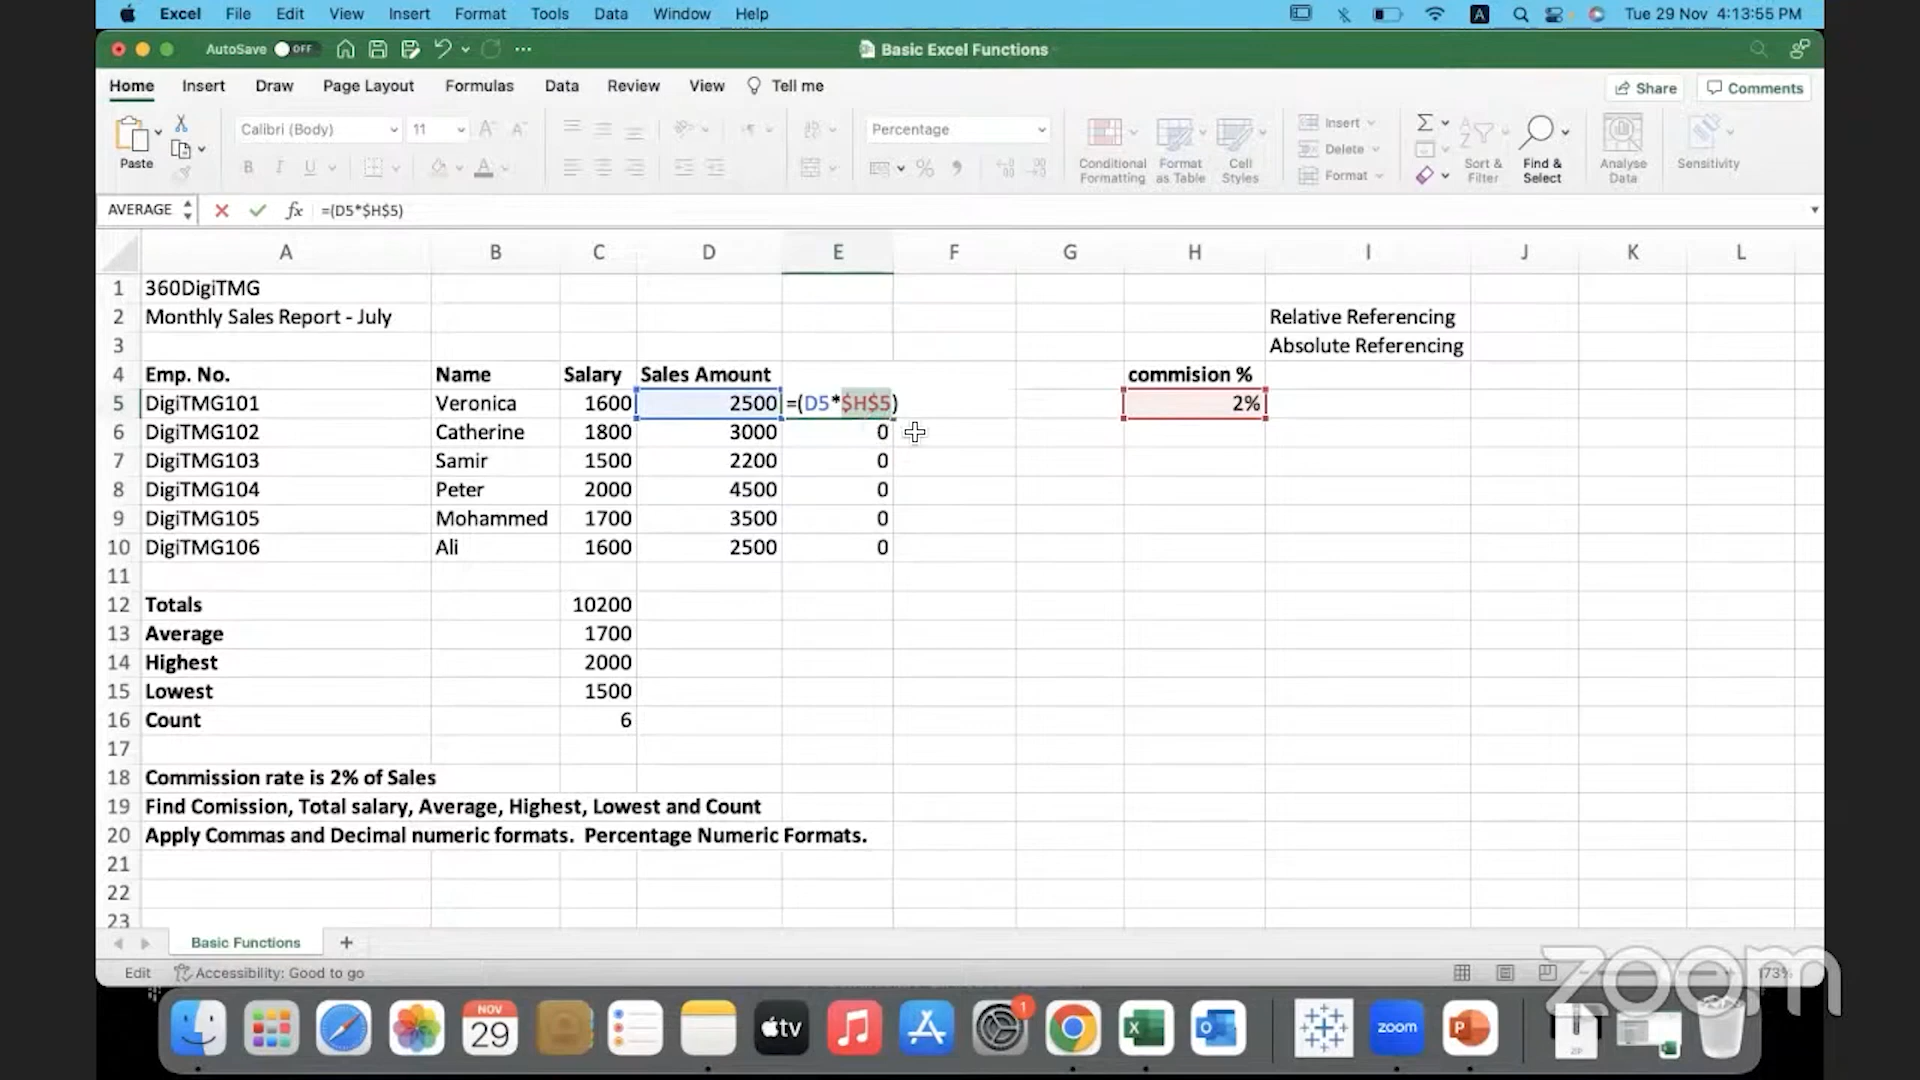 Excel File Edit View Insert Format Tools Data Window Help A Tue 29 Nov 4:13:55 PM
AutoSave OFF Basic Excel Functions
Home Insert Draw Page Layout Formulas Data Review View Tell me Share Comments
Paste Calibri (Body) 11 Percentage
B I U A %
Conditional Formatting Format as Table Cell Styles
Insert
Delete
Format
Sort & Filter Find & Select Analyse Data Sensitivity
AVERAGE fx =(D5*$H$5)
A B C D E F G H I J K L
1 360DigiTMG
2 Monthly Sales Report - July Relative Referencing
3 Absolute Referencing
4 Emp. No. Name Salary Sales Amount commision %
5 DigiTMG101 Veronica 1600 2500 =(D5*$H$5) 2%
6 DigiTMG102 Catherine 1800 3000 0
7 DigiTMG103 Samir 1500 2200 0
8 DigiTMG104 Peter 2000 4500 0
9 DigiTMG105 Mohammed 1700 3500 0
10 DigiTMG106 Ali 1600 2500 0
11
12 Totals 10200
13 Average 1700
14 Highest 2000
15 Lowest 1500
16 Count 6
17
18 Commission rate is 2% of Sales
19 Find Comission, Total salary, Average, Highest, Lowest and Count
20 Apply Commas and Decimal numeric formats. Percentage Numeric Formats.
21
22
23
Basic Functions
Edit Accessibility: Good to go 173%
zoom
NOV
29
tv
1
X
O
zoom
P
ZIP